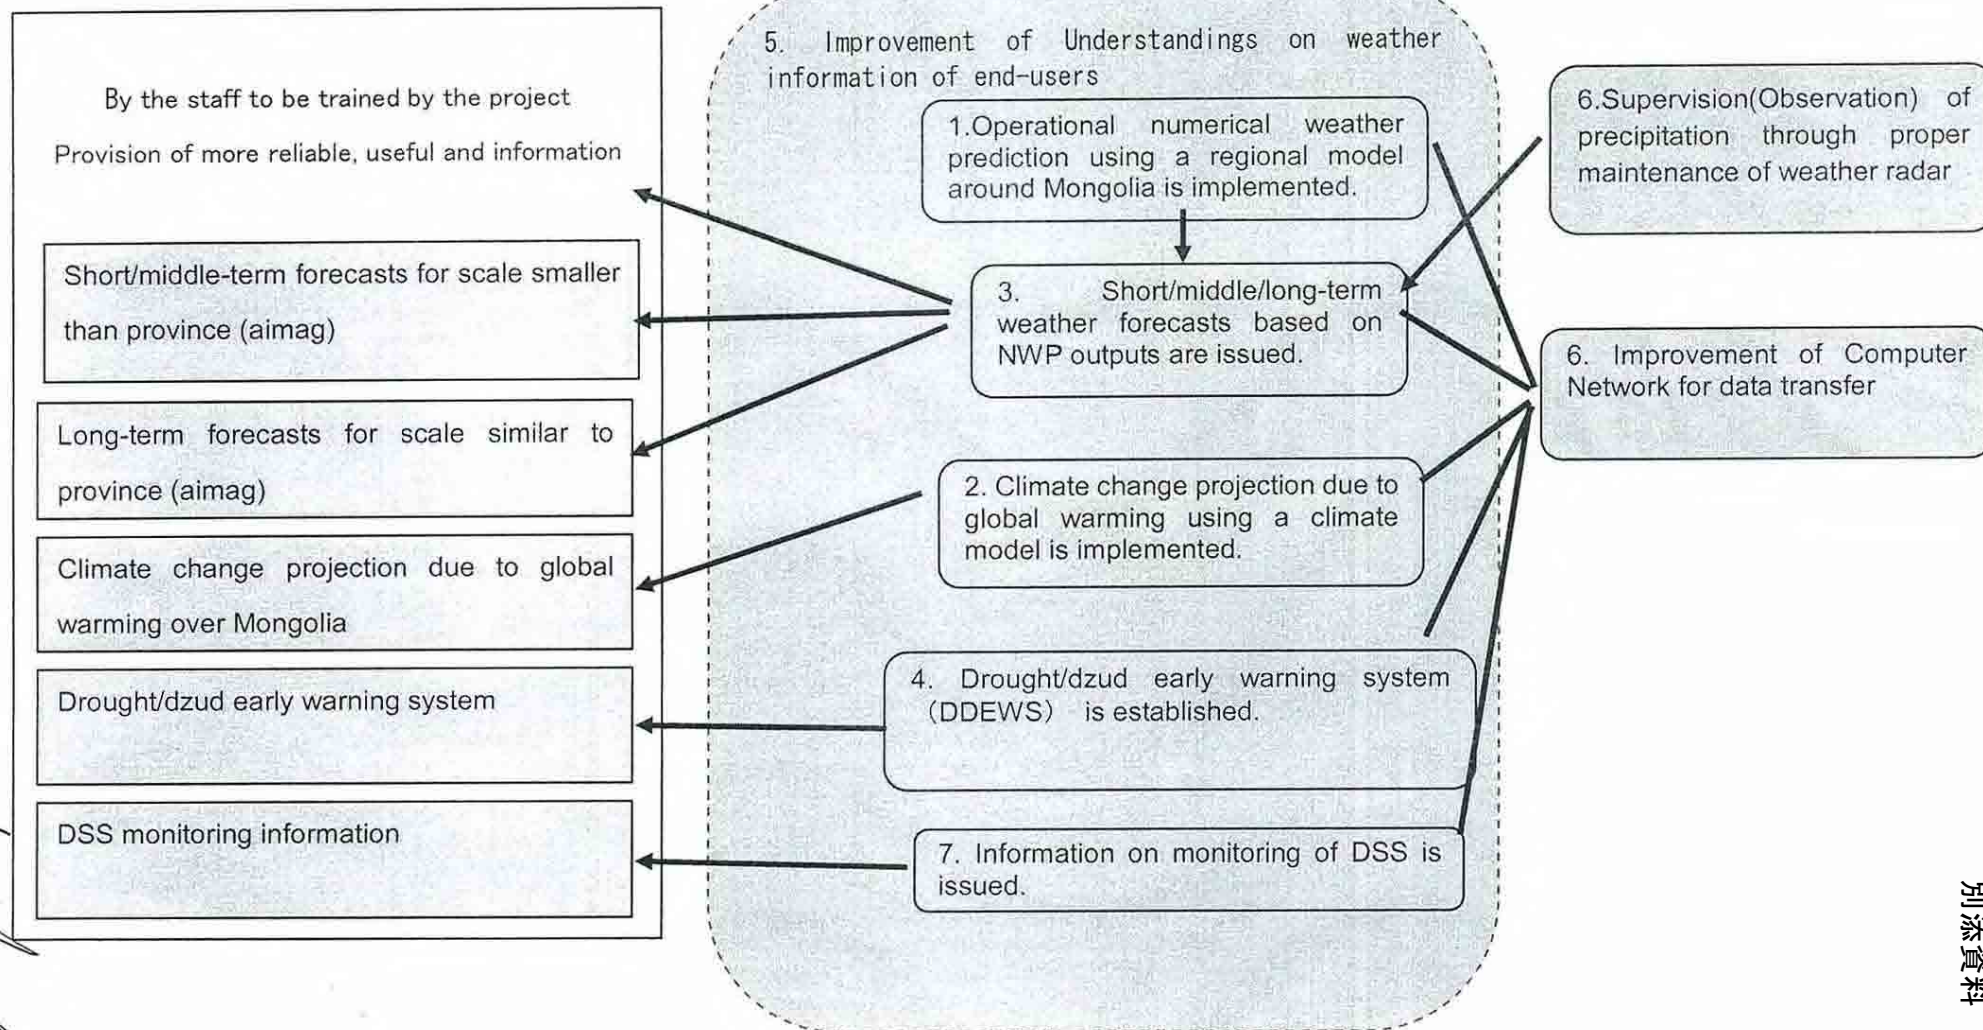 By the staff to be trained by the project
Provision of more reliable, useful and information
Short/middle-term forecasts for scale smaller
than province (aimag)
Long-term forecasts for scale similar to
province (aimag)
Climate change projection due to global
warming over Mongolia
Drought/dzud early warning system
DSS monitoring information
5. Improvement of Understandings on weather
information of end-users
1.Operational numerical weather
prediction using a regional model
around Mongolia is implemented.
3. Short/middle/long-term
weather forecasts based on
NWP outputs are issued.
2. Climate change projection due to
global warming using a climate
model is implemented.
4. Drought/dzud early warning system
(DDEWS) is established.
7. Information on monitoring of DSS is
issued.
6.Supervision(Observation) of
precipitation through proper
maintenance of weather radar
6. Improvement of Computer
Network for data transfer
別添資料